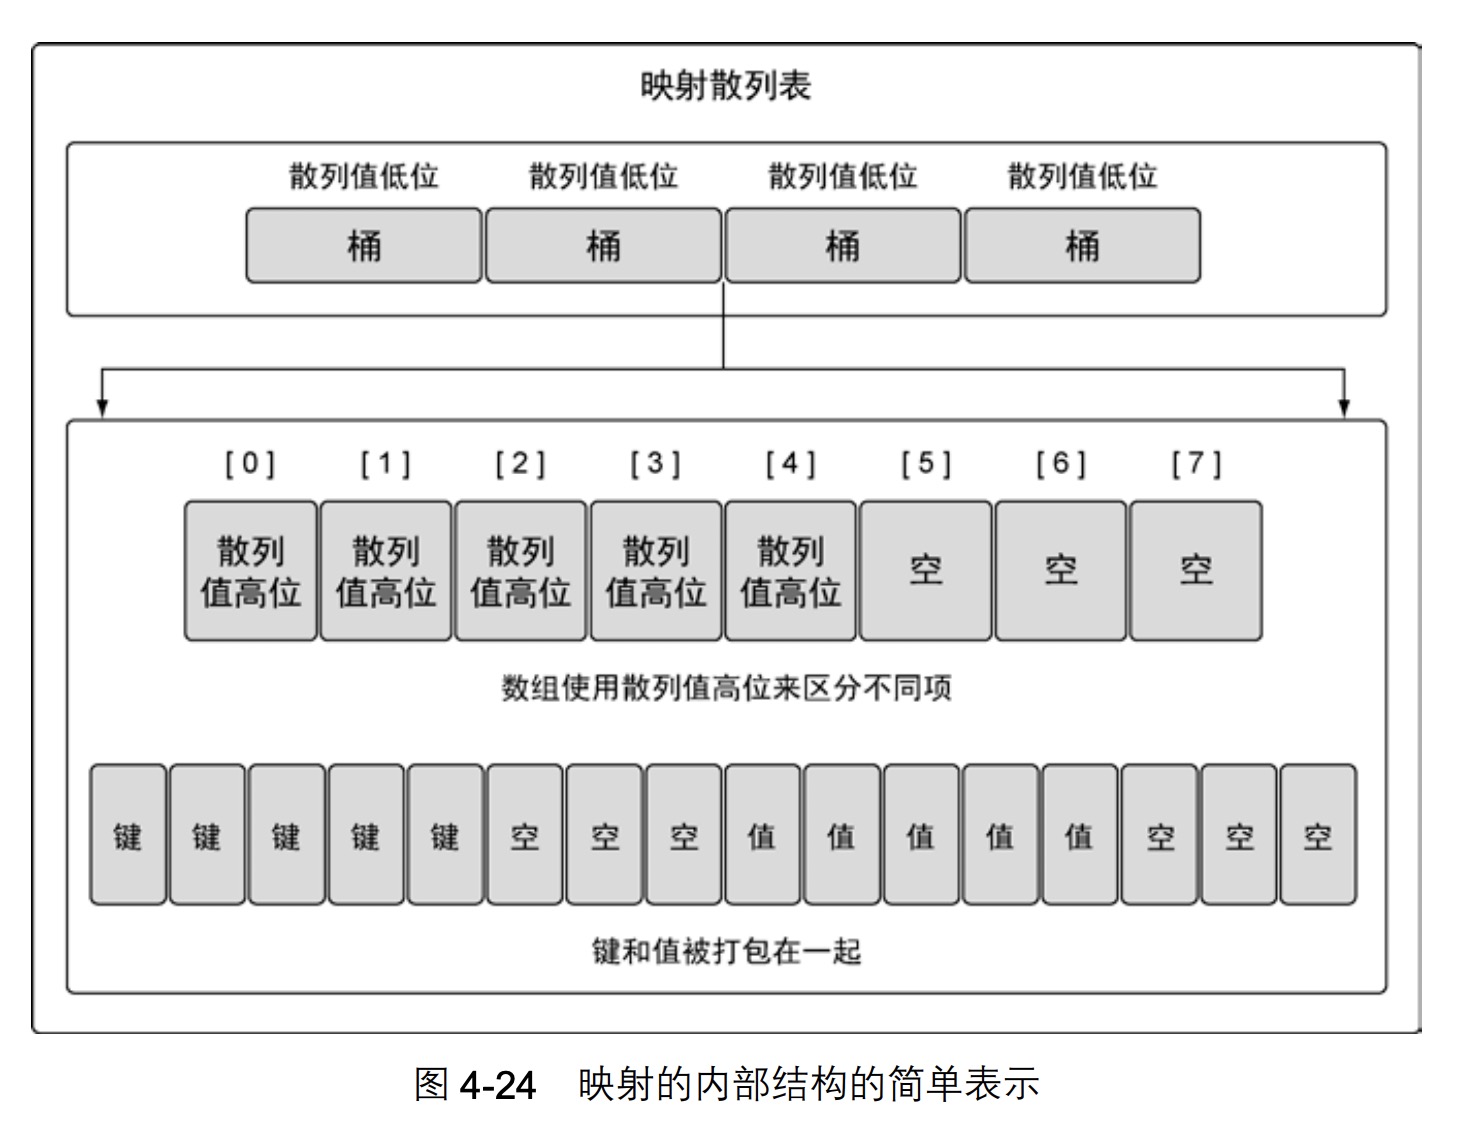 映射散列表
散列值低位 散列值低位 散列值低位 散列值低位
桶 桶 桶 桶
[ 0 ] [ 1 ] [ 2 ] [ 3 ] [ 4 ] [ 5 ] [ 6 ] [ 7 ]
散列 散列 散列 散列 散列
值高位 值高位 值高位 值高位 值高位 空 空 空
数组使用散列值高位来区分不同项
键 键 键 键 键 空 空 空 值 值 值 值 值 空 空 空
键和值被打包在一起
图 4-24 映射的内部结构的简单表示